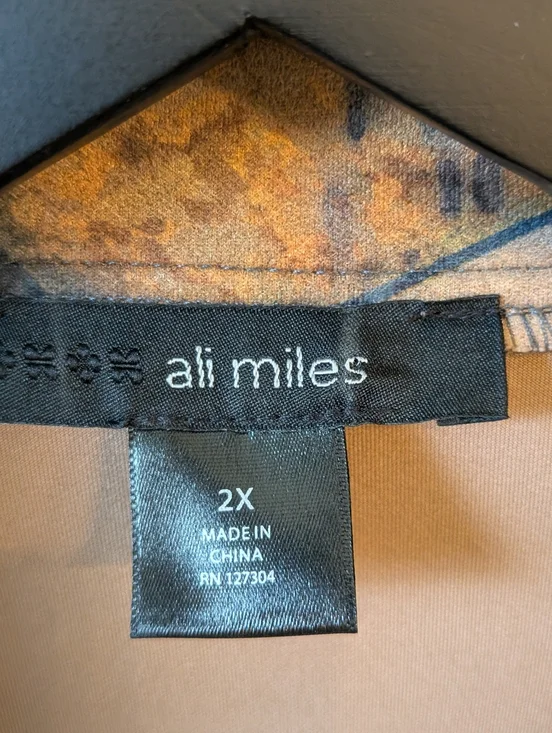 ali miles
2X
MADE IN
CHINA
RN 127304